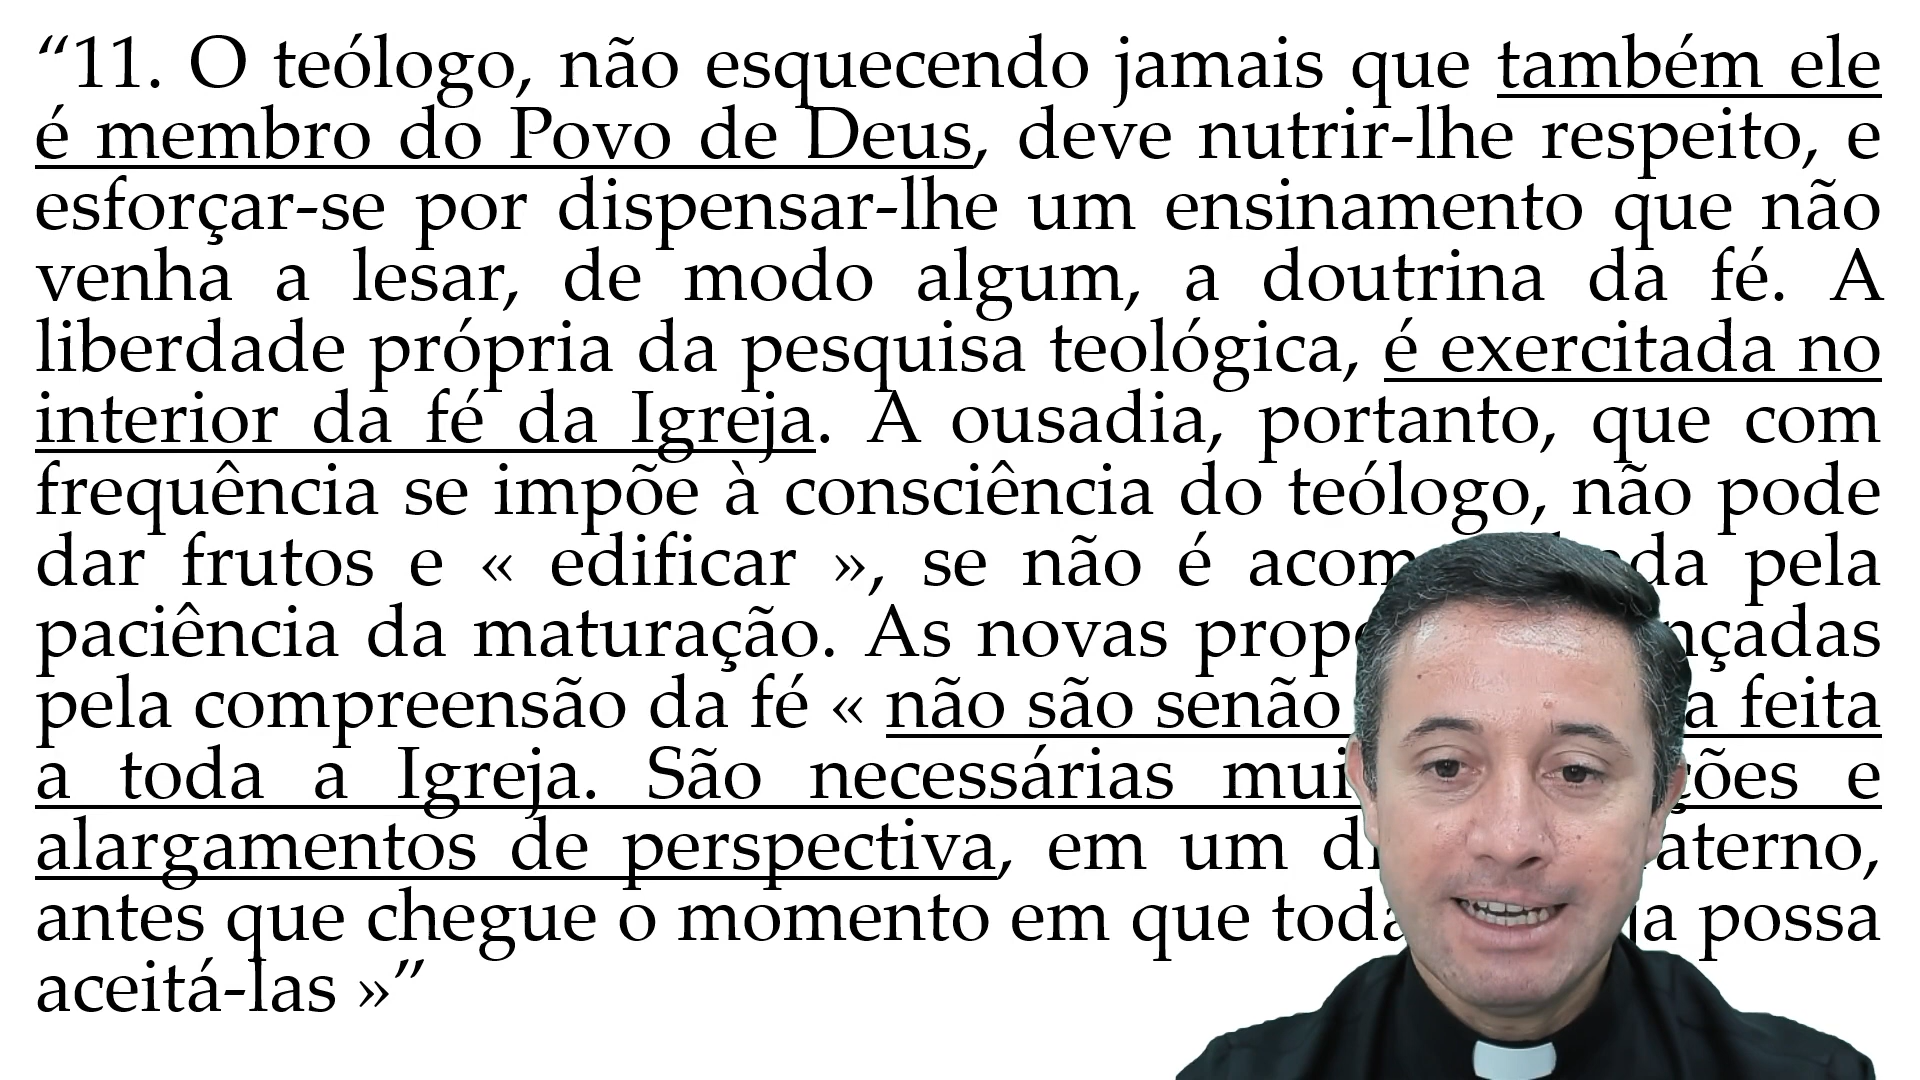 “11. O teólogo, não esquecendo jamais que também ele
é membro do Povo de Deus, deve nutrir-lhe respeito, e
esforçar-se por dispensar-lhe um ensinamento que não
venha a lesar, de modo algum, a doutrina da fé. A
liberdade própria da pesquisa teológica, é exercitada no
interior da fé da Igreja. A ousadia, portanto, que com
frequência se impõe à consciência do teólogo, não pode
dar frutos e « edificar », se não é pela
paciência da maturação. As novas
pela compreensão da fé « não são senão feita
a toda a Igreja. São necessárias e
alargamentos de perspectiva, em um
antes que chegue o momento em que possa
aceitá-las »”